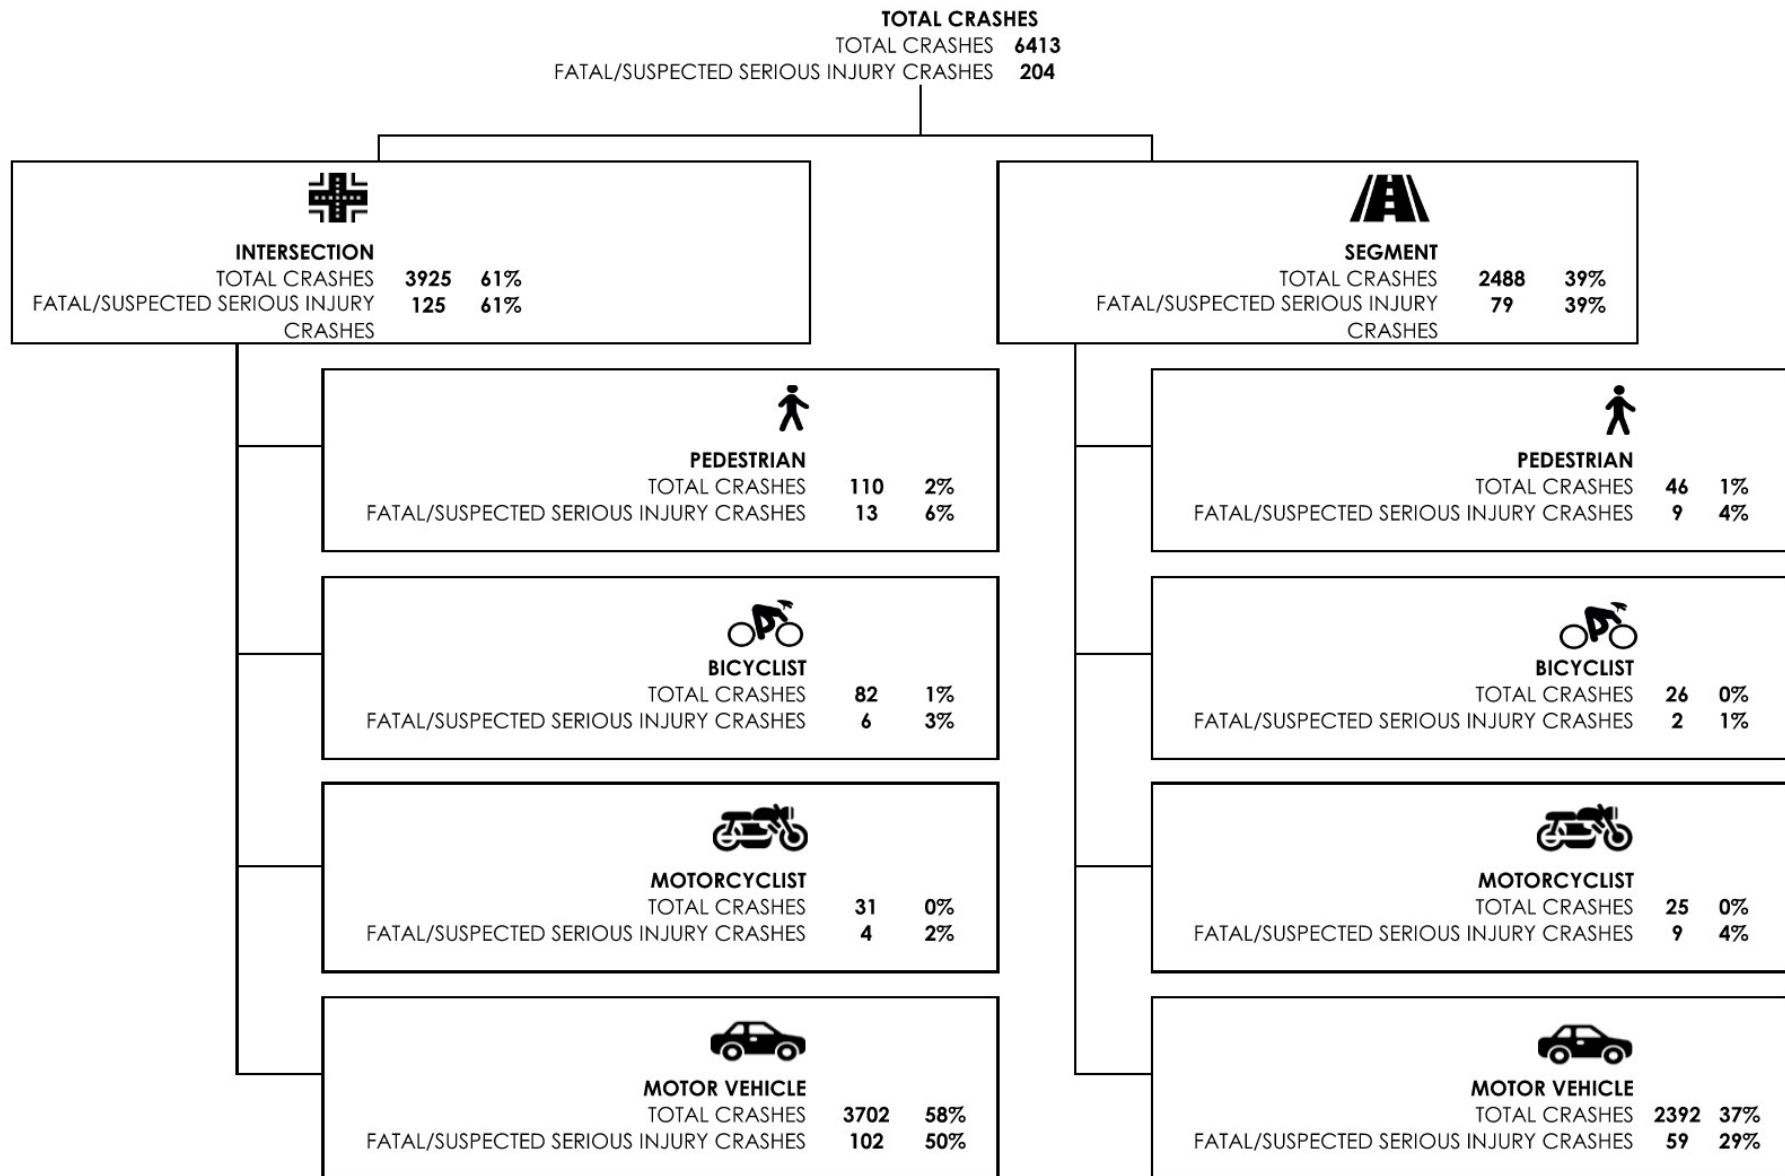 TOTAL CRASHES
TOTAL CRASHES 6413
FATAL/SUSPECTED SERIOUS INJURY CRASHES 204
INTERSECTION
TOTAL CRASHES 3925 61%
FATAL/SUSPECTED SERIOUS INJURY 125 61%
CRASHES
SEGMENT
TOTAL CRASHES 2488 39%
FATAL/SUSPECTED SERIOUS INJURY 79 39%
CRASHES
PEDESTRIAN
TOTAL CRASHES 110 2%
FATAL/SUSPECTED SERIOUS INJURY CRASHES 13 6%
BICYCLIST
TOTAL CRASHES 82 1%
FATAL/SUSPECTED SERIOUS INJURY CRASHES 6 3%
MOTORCYCLIST
TOTAL CRASHES 31 0%
FATAL/SUSPECTED SERIOUS INJURY CRASHES 4 2%
MOTOR VEHICLE
TOTAL CRASHES 3702 58%
FATAL/SUSPECTED SERIOUS INJURY CRASHES 102 50%
PEDESTRIAN
TOTAL CRASHES 46 1%
FATAL/SUSPECTED SERIOUS INJURY CRASHES 9 4%
BICYCLIST
TOTAL CRASHES 26 0%
FATAL/SUSPECTED SERIOUS INJURY CRASHES 2 1%
MOTORCYCLIST
TOTAL CRASHES 25 0%
FATAL/SUSPECTED SERIOUS INJURY CRASHES 9 4%
MOTOR VEHICLE
TOTAL CRASHES 2392 37%
FATAL/SUSPECTED SERIOUS INJURY CRASHES 59 29%